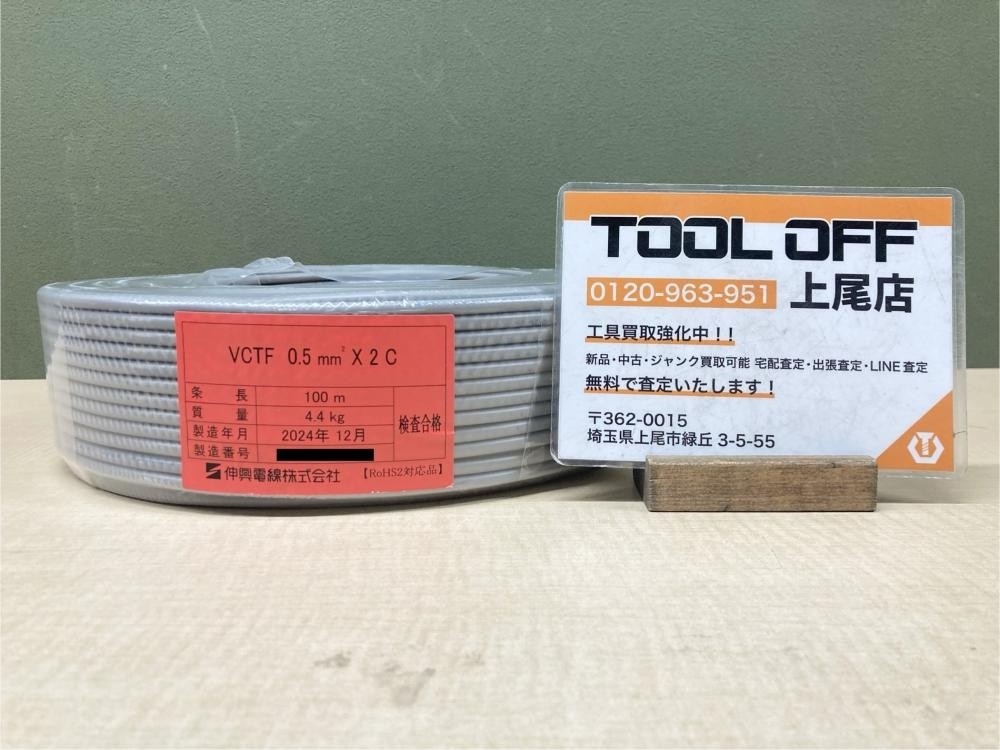 VCTF 0.5 mm² X 2 C
条長 100 m
質量 4.4 kg
製造年月 2024年 12月
製造番号
検査合格
伸興電線株式会社 【RoHS2対応品】
TOOL OFF
0120-963-951 上尾店
工具買取強化中！！
新品・中古・ジャンク買取可能 宅配査定・出張査定・LINE査定
無料で査定いたします！
〒362-0015
埼玉県上尾市緑丘 3-5-55